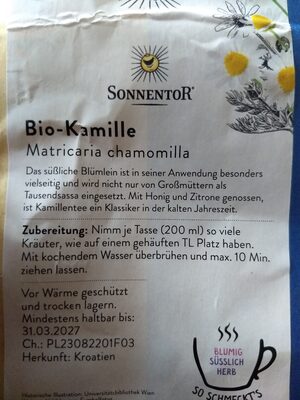 SONNENTOR®
Bio-Kamille
Matricaria chamomilla
Das süßliche Blümlein ist in seiner Anwendung besonders
vielseitig und wird nicht nur von Großmüttern als
Tausendsassa eingesetzt. Mit Honig und Zitrone genossen,
ist Kamillentee ein Klassiker in der kalten Jahreszeit.
Zubereitung: Nimm je Tasse (200 ml) so viele
Kräuter, wie auf einem gehäuften TL Platz haben.
Mit kochendem Wasser überbrühen und max. 10 Min.
ziehen lassen.
Vor Wärme geschützt
und trocken lagern.
Mindestens haltbar bis:
31.03.2027
Ch.: PL23082201F03
Herkunft: Kroatien
BLUMIG
SÜSSLICH
HERB
SO SCHMECKT'S
Historische Illustration: Universitätsbibliothek Wien